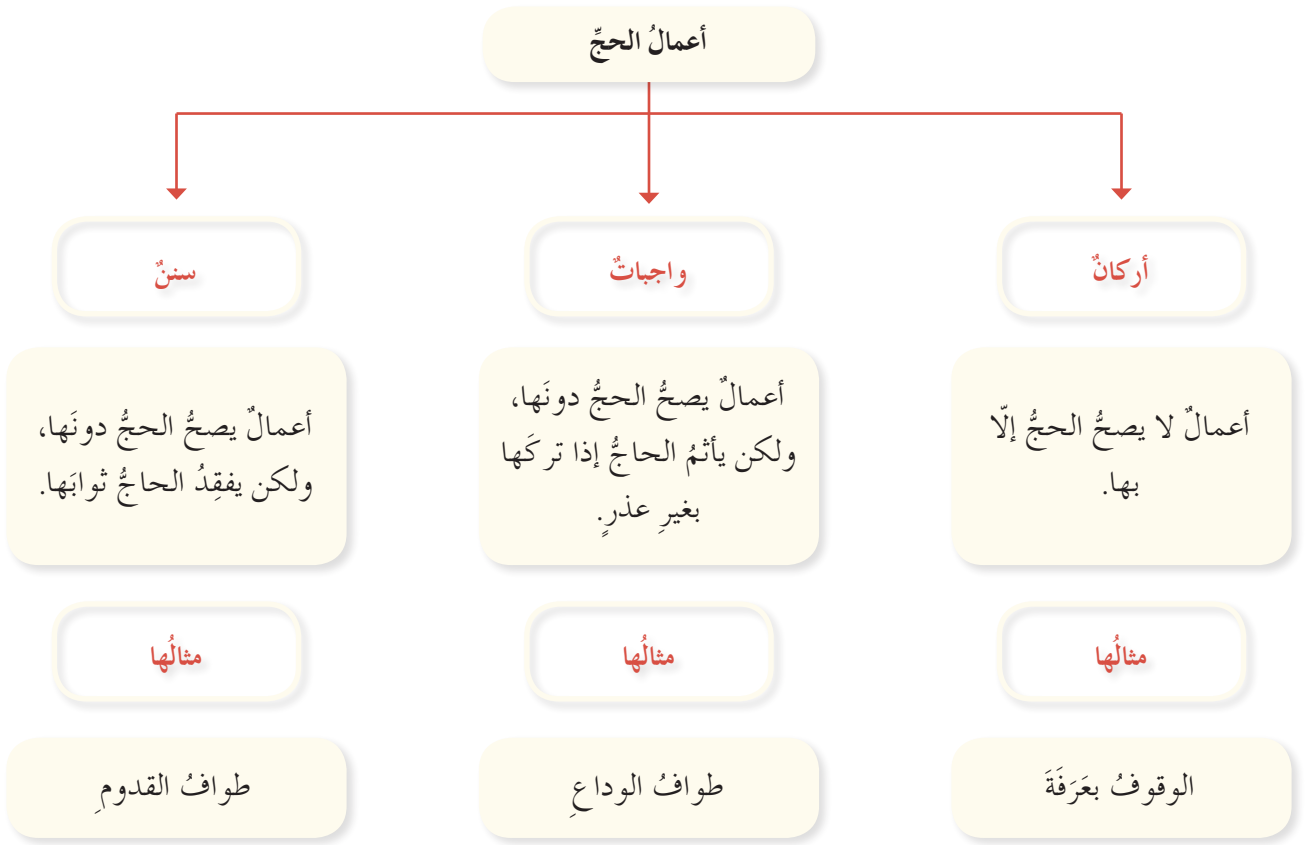 أعمالُ الحجِّ
أركانٌ
واجباتٌ
سننٌ
أعمالٌ لا يصحُّ الحجُّ إلّا
بها.
أعمالٌ يصحُّ الحجُّ دونَها،
ولكن يأثمُ الحاجُّ إذا تركَها
بغيرِ عذرٍ.
أعمالٌ يصحُّ الحجُّ دونَها،
ولكن يفقِدُ الحاجُّ ثوابَها.
مثالُها
مثالُها
مثالُها
الوقوفُ بعَرَفَةَ
طوافُ الوداعِ
طوافُ القدومِ